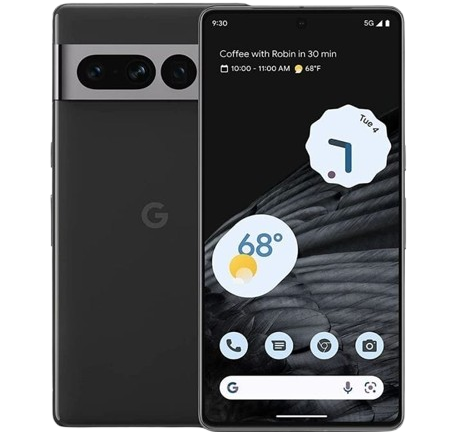 9:30
5G
Coffee with Robin in 30 min
10:00 - 11:00 AM 68°F
Tue 4
68°
G
G